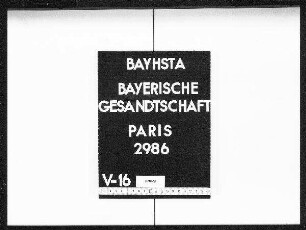 BAYHSTA
BAYERISCHE
GESANDTSCHAFT
PARIS
2986
V-16